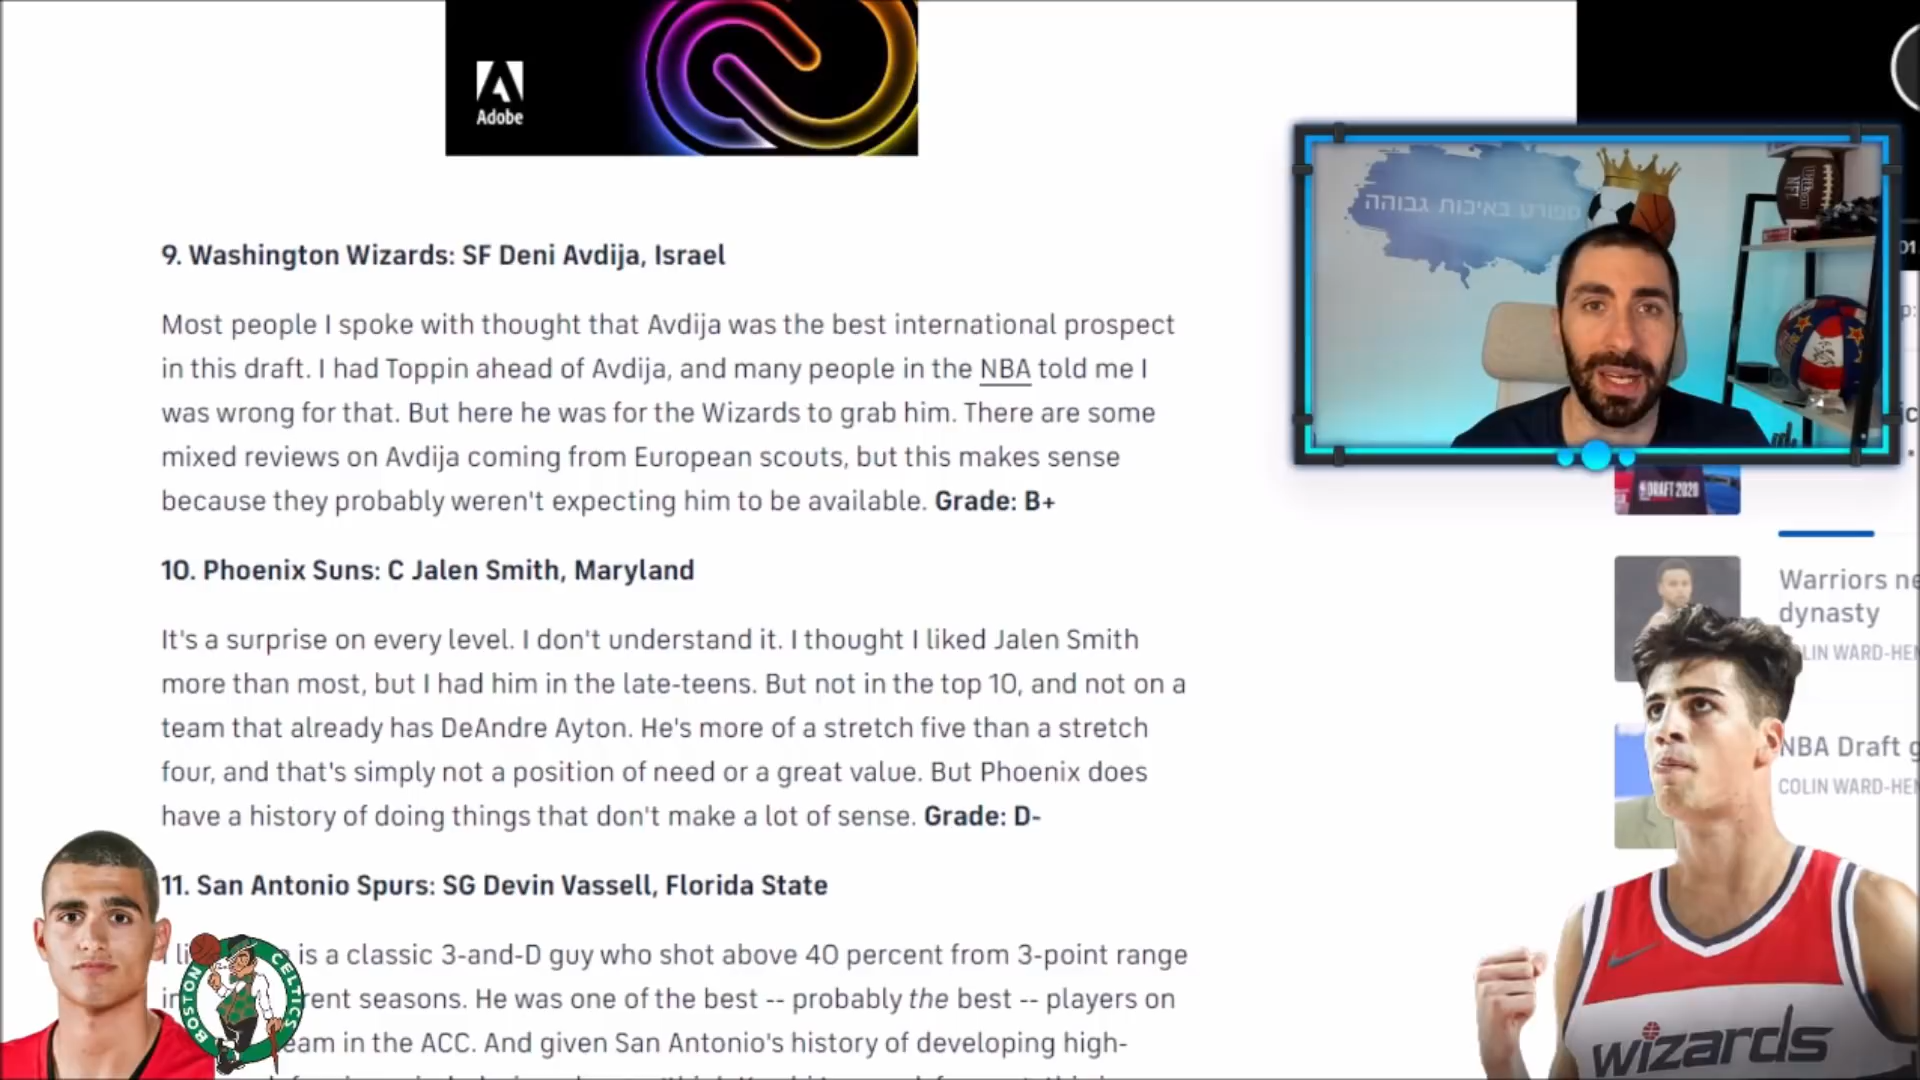 Adobe
9. Washington Wizards: SF Deni Avdija, Israel
Most people I spoke with thought that Avdija was the best international prospect
in this draft. I had Toppin ahead of Avdija, and many people in the NBA told me I
was wrong for that. But here he was for the Wizards to grab him. There are some
mixed reviews on Avdija coming from European scouts, but this makes sense
because they probably weren't expecting him to be available. Grade: B+
10. Phoenix Suns: C Jalen Smith, Maryland
It's a surprise on every level. I don't understand it. I thought I liked Jalen Smith
more than most, but I had him in the late-teens. But not in the top 10, and not on a
team that already has DeAndre Ayton. He's more of a stretch five than a stretch
four, and that's simply not a position of need or a great value. But Phoenix does
have a history of doing things that don't make a lot of sense. Grade: D-
11. San Antonio Spurs: SG Devin Vassell, Florida State
is a classic 3-and-D guy who shot above 40 percent from 3-point range
seasons. He was one of the best -- probably the best -- players on
in the ACC. And given San Antonio's history of developing high-
BOSTON CELTICS
ספורט באיכות גבוהה
NFL
01
DRAFT 2020
Warriors
dynasty
COLIN
NBA Draft
COLIN
wizards